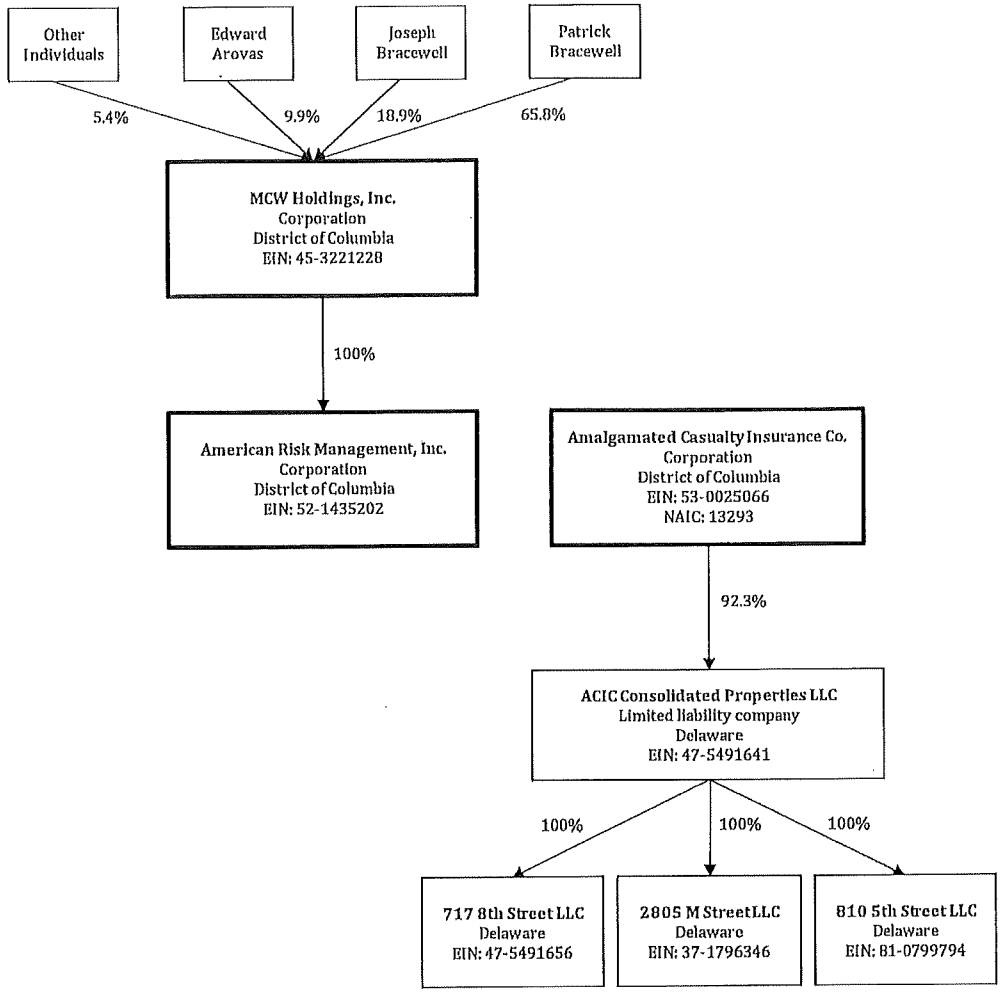 Other
Individuals
Edward
Arovas
Joseph
Bracewell
Patrick
Bracewell
5.4%
9.9%
18.9%
65.8%
MCW Holdings, Inc.
Corporation
District of Columbia
EIN: 45-3221228
100%
American Risk Management, Inc.
Corporation
District of Columbia
EIN: 52-1435202
Amalgamated Casualty Insurance Co.
Corporation
District of Columbia
EIN: 53-0025066
NAIC: 13293
92.3%
ACIC Consolidated Properties LLC
Limited liability company
Delaware
EIN: 47-5491641
100%
100%
100%
717 8th Street LLC
Delaware
EIN: 47-5491656
2805 M Street LLC
Delaware
EIN: 37-1796346
810 5th Street LLC
Delaware
EIN: 81-0799794